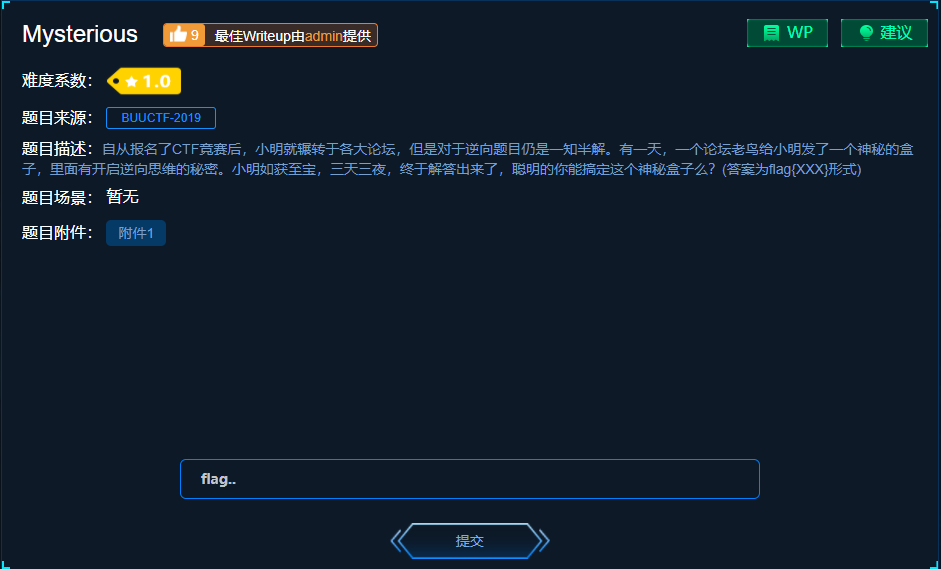 Mysterious 9 最佳Writeup由admin提供 WP 建议
难度系数： 1.0
题目来源： BUUCTF-2019
题目描述：自从报名了CTF竞赛后，小明就辗转于各大论坛，但是对于逆向题目仍是一知半解。有一天，一个论坛老鸟给小明发了一个神秘的盒
子，里面有开启逆向思维的秘密。小明如获至宝，三天三夜，终于解答出来了，聪明的你能搞定这个神秘盒子么？(答案为flag{XXX}形式)
题目场景： 暂无
题目附件： 附件1
flag..
提交